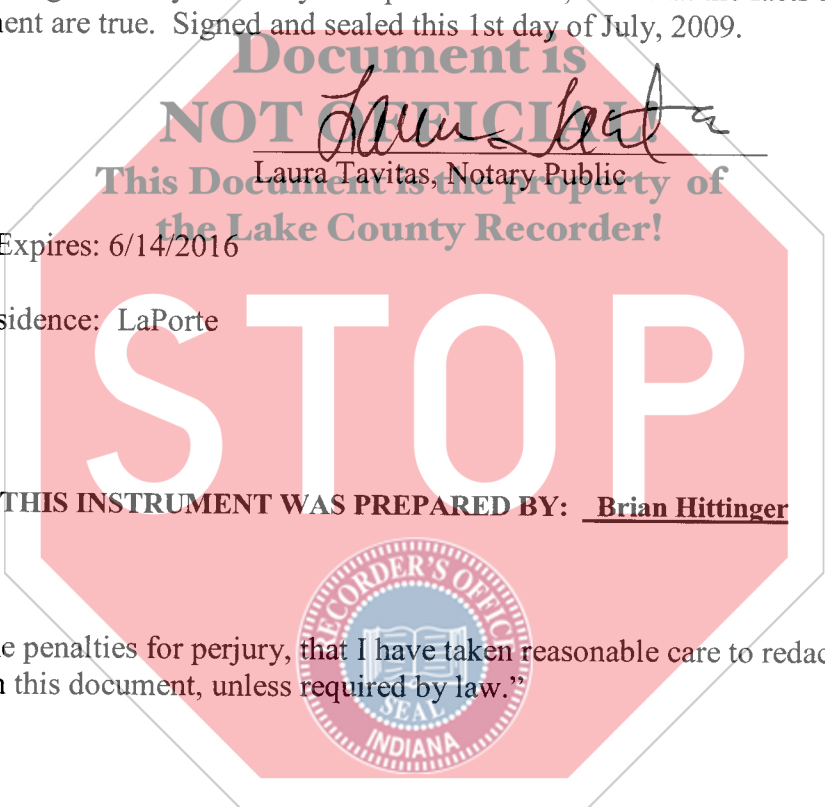 ent are true. Signed and sealed this 1st day of July, 2009.
Document is
NOT OFFICIAL!
Laura Tavitas, Notary Public
This Document is the property of
the Lake County Recorder!
Expires: 6/14/2016
sidence: LaPorte
STOP
THIS INSTRUMENT WAS PREPARED BY: Brian Hittinger
RECORDER'S OFFICE
e penalties for perjury, that I have taken reasonable care to redac
this document, unless required by law."
SEAL
INDIANA